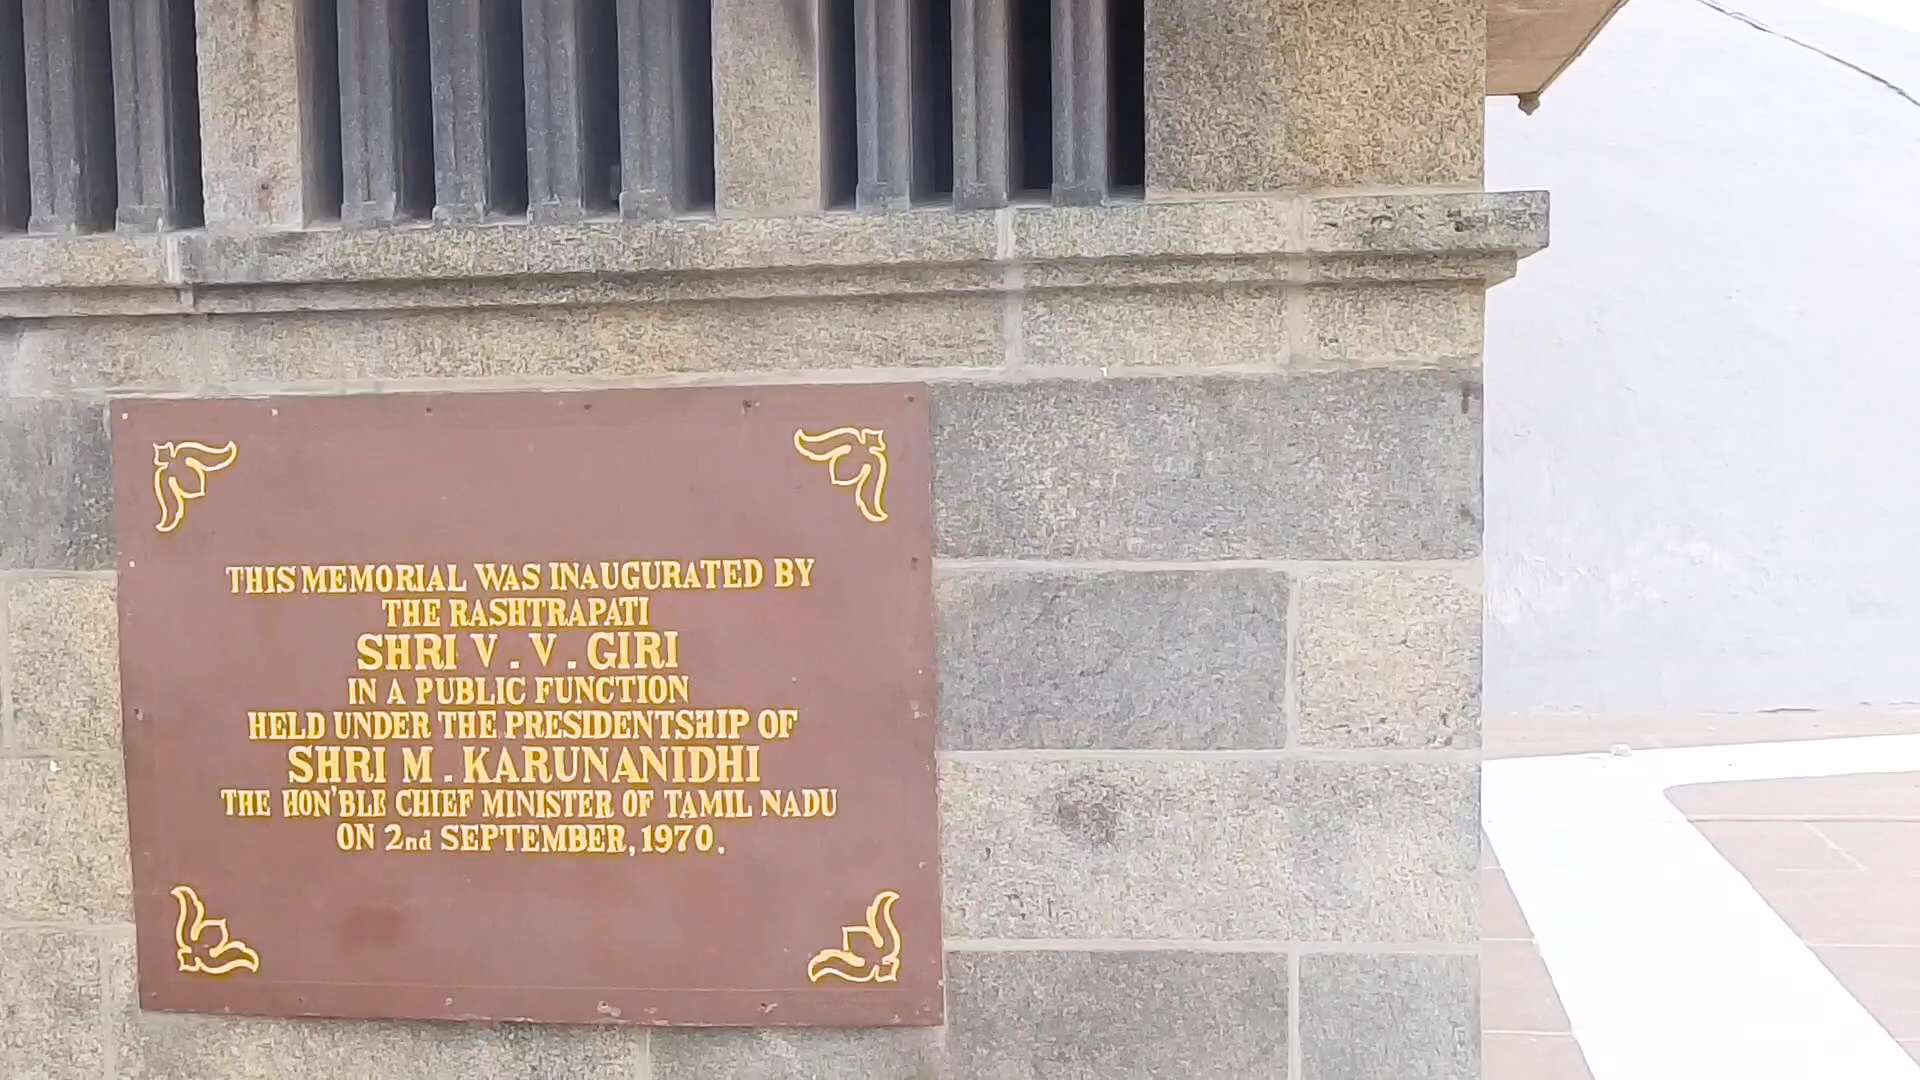 THIS MEMORIAL WAS INAUGURATED BY
THE RASHTRAPATI
SHRI V. V. GIRI
IN A PUBLIC FUNCTION
HELD UNDER THE PRESIDENTSHIP OF
SHRI M. KARUNANIDHI
THE HON'BLE CHIEF MINISTER OF TAMIL NADU
ON 2nd SEPTEMBER, 1970.